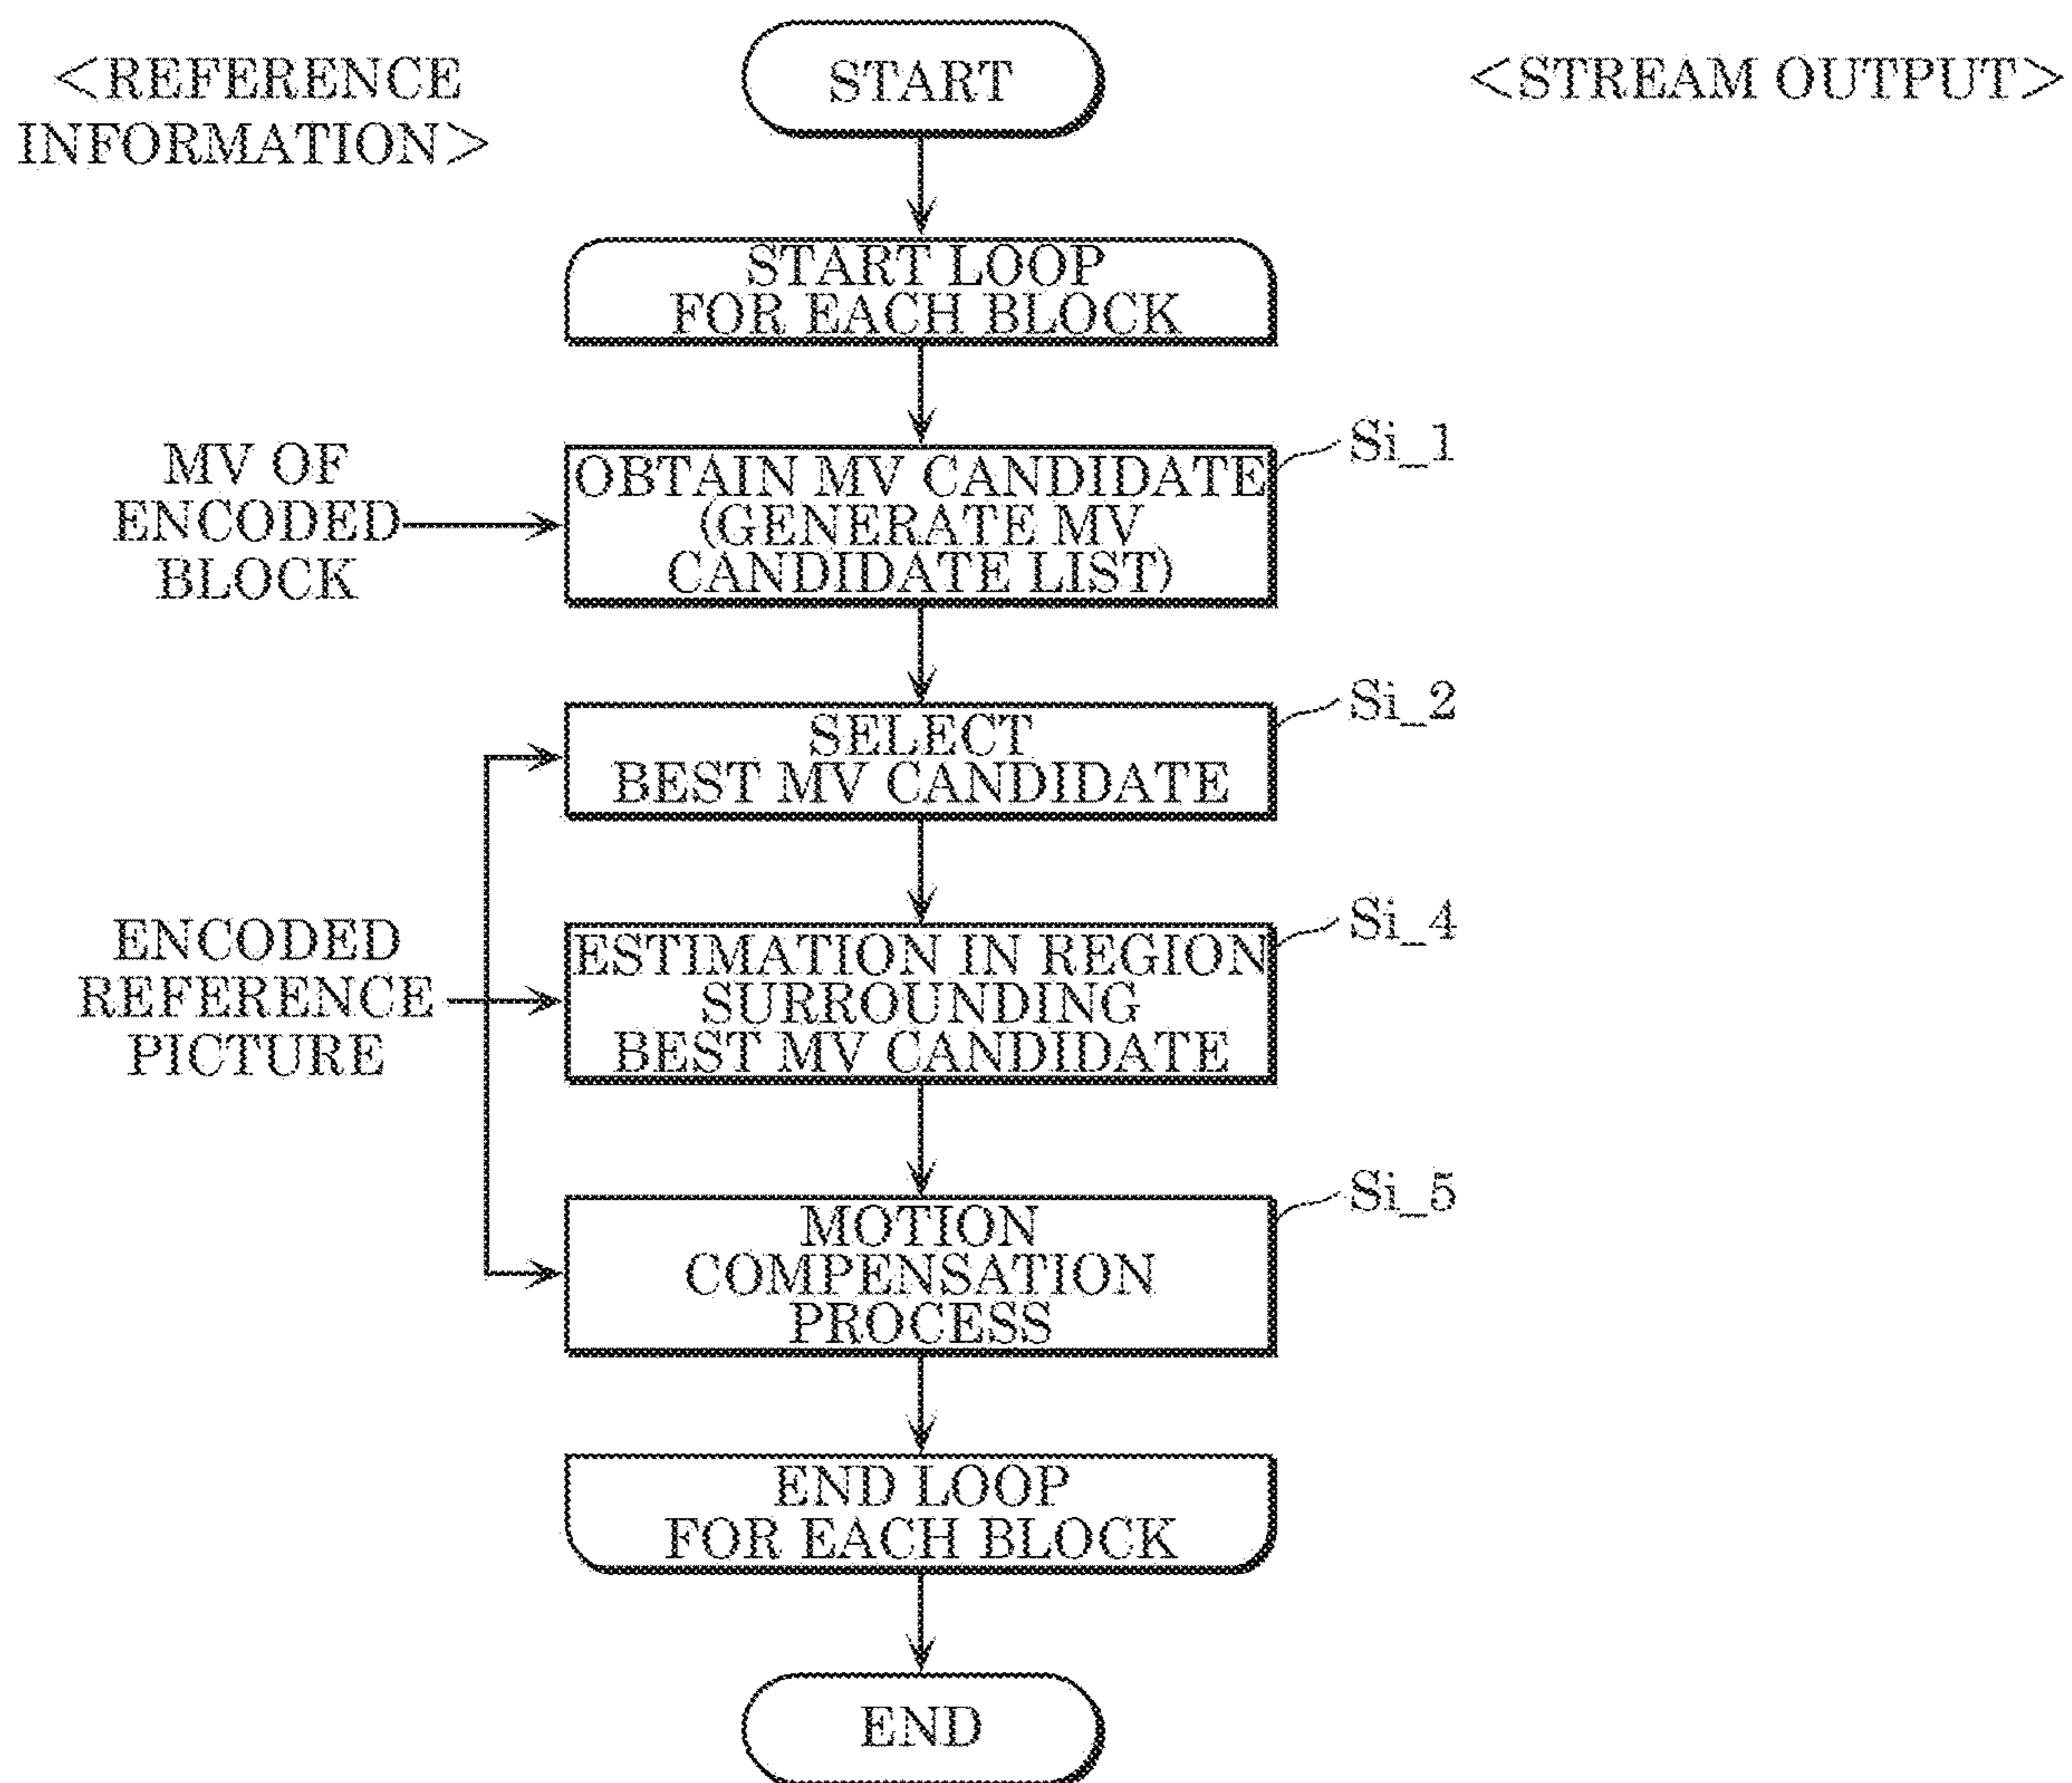 <REFERENCE
INFORMATION>
START
<STREAM OUTPUT>
START LOOP
FOR EACH BLOCK
MV OF
ENCODED
BLOCK
OBTAIN MV CANDIDATE
(GENERATE MV
CANDIDATE LIST)
Si_1
SELECT
BEST MV CANDIDATE
Si_2
ENCODED
REFERENCE
PICTURE
ESTIMATION IN REGION
SURROUNDING
BEST MV CANDIDATE
Si_4
MOTION
COMPENSATION
PROCESS
Si_5
END LOOP
FOR EACH BLOCK
END